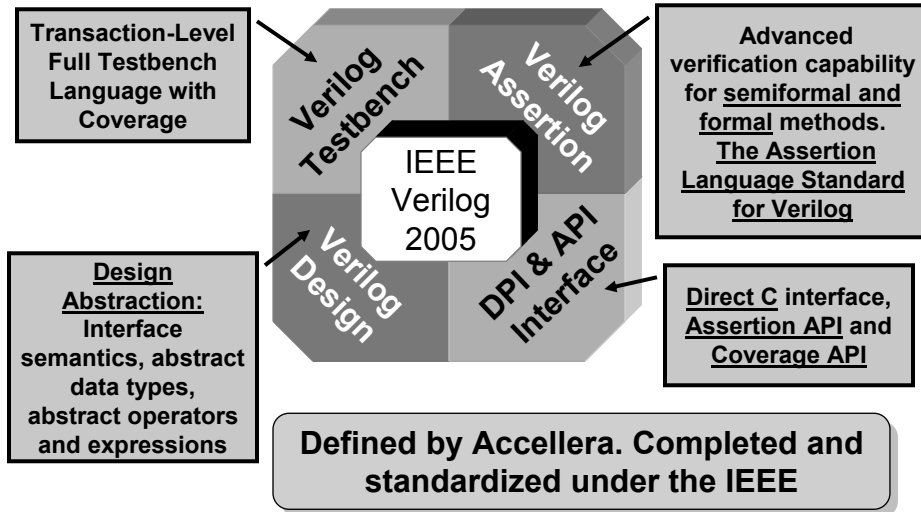 Transaction-Level
Full Testbench
Language with
Coverage
Verilog
Testbench
Verilog
Assertion
Advanced
verification capability
for semiformal and
formal methods.
The Assertion
Language Standard
for Verilog
IEEE
Verilog
2005
Design
Abstraction:
Interface
semantics, abstract
data types,
abstract operators
and expressions
Verilog
Design
DPI & API
Interface
Direct C interface,
Assertion API and
Coverage API
Defined by Accellera. Completed and
standardized under the IEEE